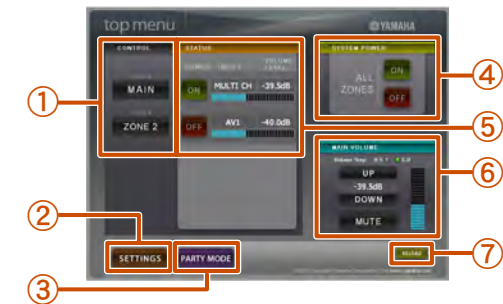 top menu
YAMAHA
CONTROL
STATUS
SYSTEM POWER
VOLUME
①
MAIN
ON
MULTI CH
-39.5dB
ALL
ZONES
ON
OFF
④
ZONE 2
OFF
AV1
-40.0dB
⑤
MAIN VOLUME
UP
-39.5dB
DOWN
MUTE
⑥
②
SETTINGS
PARTY MODE
RELOAD
⑦
③